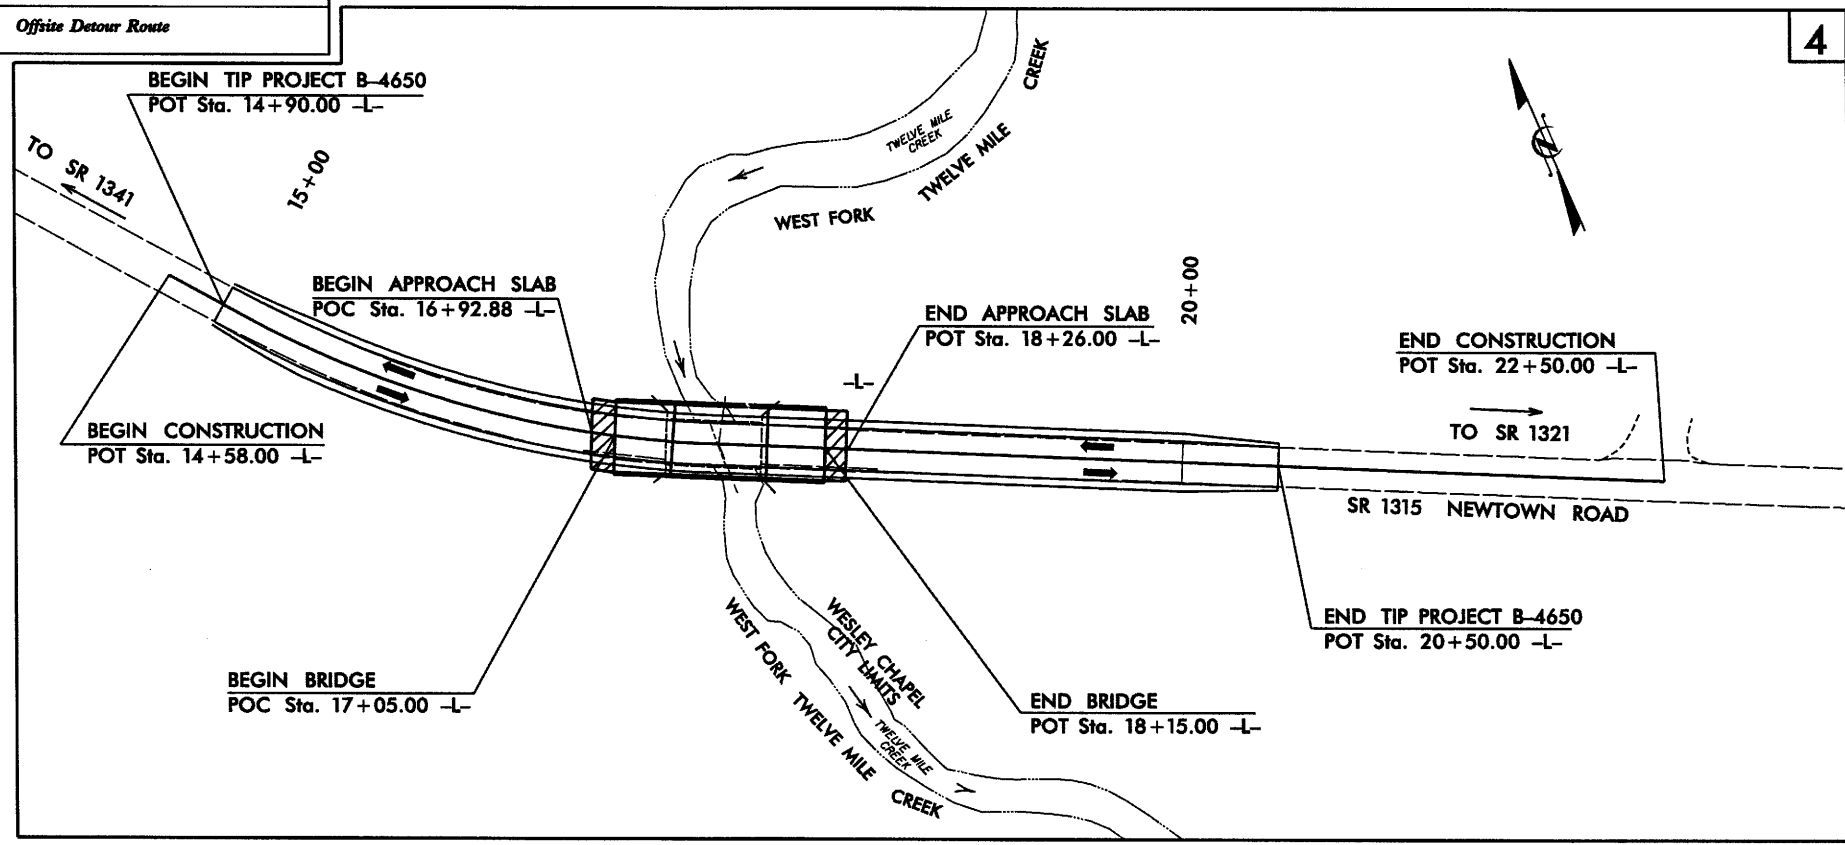 Offsite Detour Route
4
BEGIN TIP PROJECT B-4650
POT Sta. 14+90.00 -L-
TO SR 1341
15+00
CREEK
TWELVE MILE
CREEK
TWELVE MILE
WEST FORK
BEGIN APPROACH SLAB
POC Sta. 16+92.88 -L-
END APPROACH SLAB
POT Sta. 18+26.00 -L-
20+00
END CONSTRUCTION
POT Sta. 22+50.00 -L-
-L-
TO SR 1321
BEGIN CONSTRUCTION
POT Sta. 14+58.00 -L-
SR 1315 NEWTOWN ROAD
WESLEY CHAPEL
CITY LIMITS
WEST FORK TWELVE MILE CREEK
TWELVE MILE
CREEK
END TIP PROJECT B-4650
POT Sta. 20+50.00 -L-
BEGIN BRIDGE
POC Sta. 17+05.00 -L-
END BRIDGE
POT Sta. 18+15.00 -L-